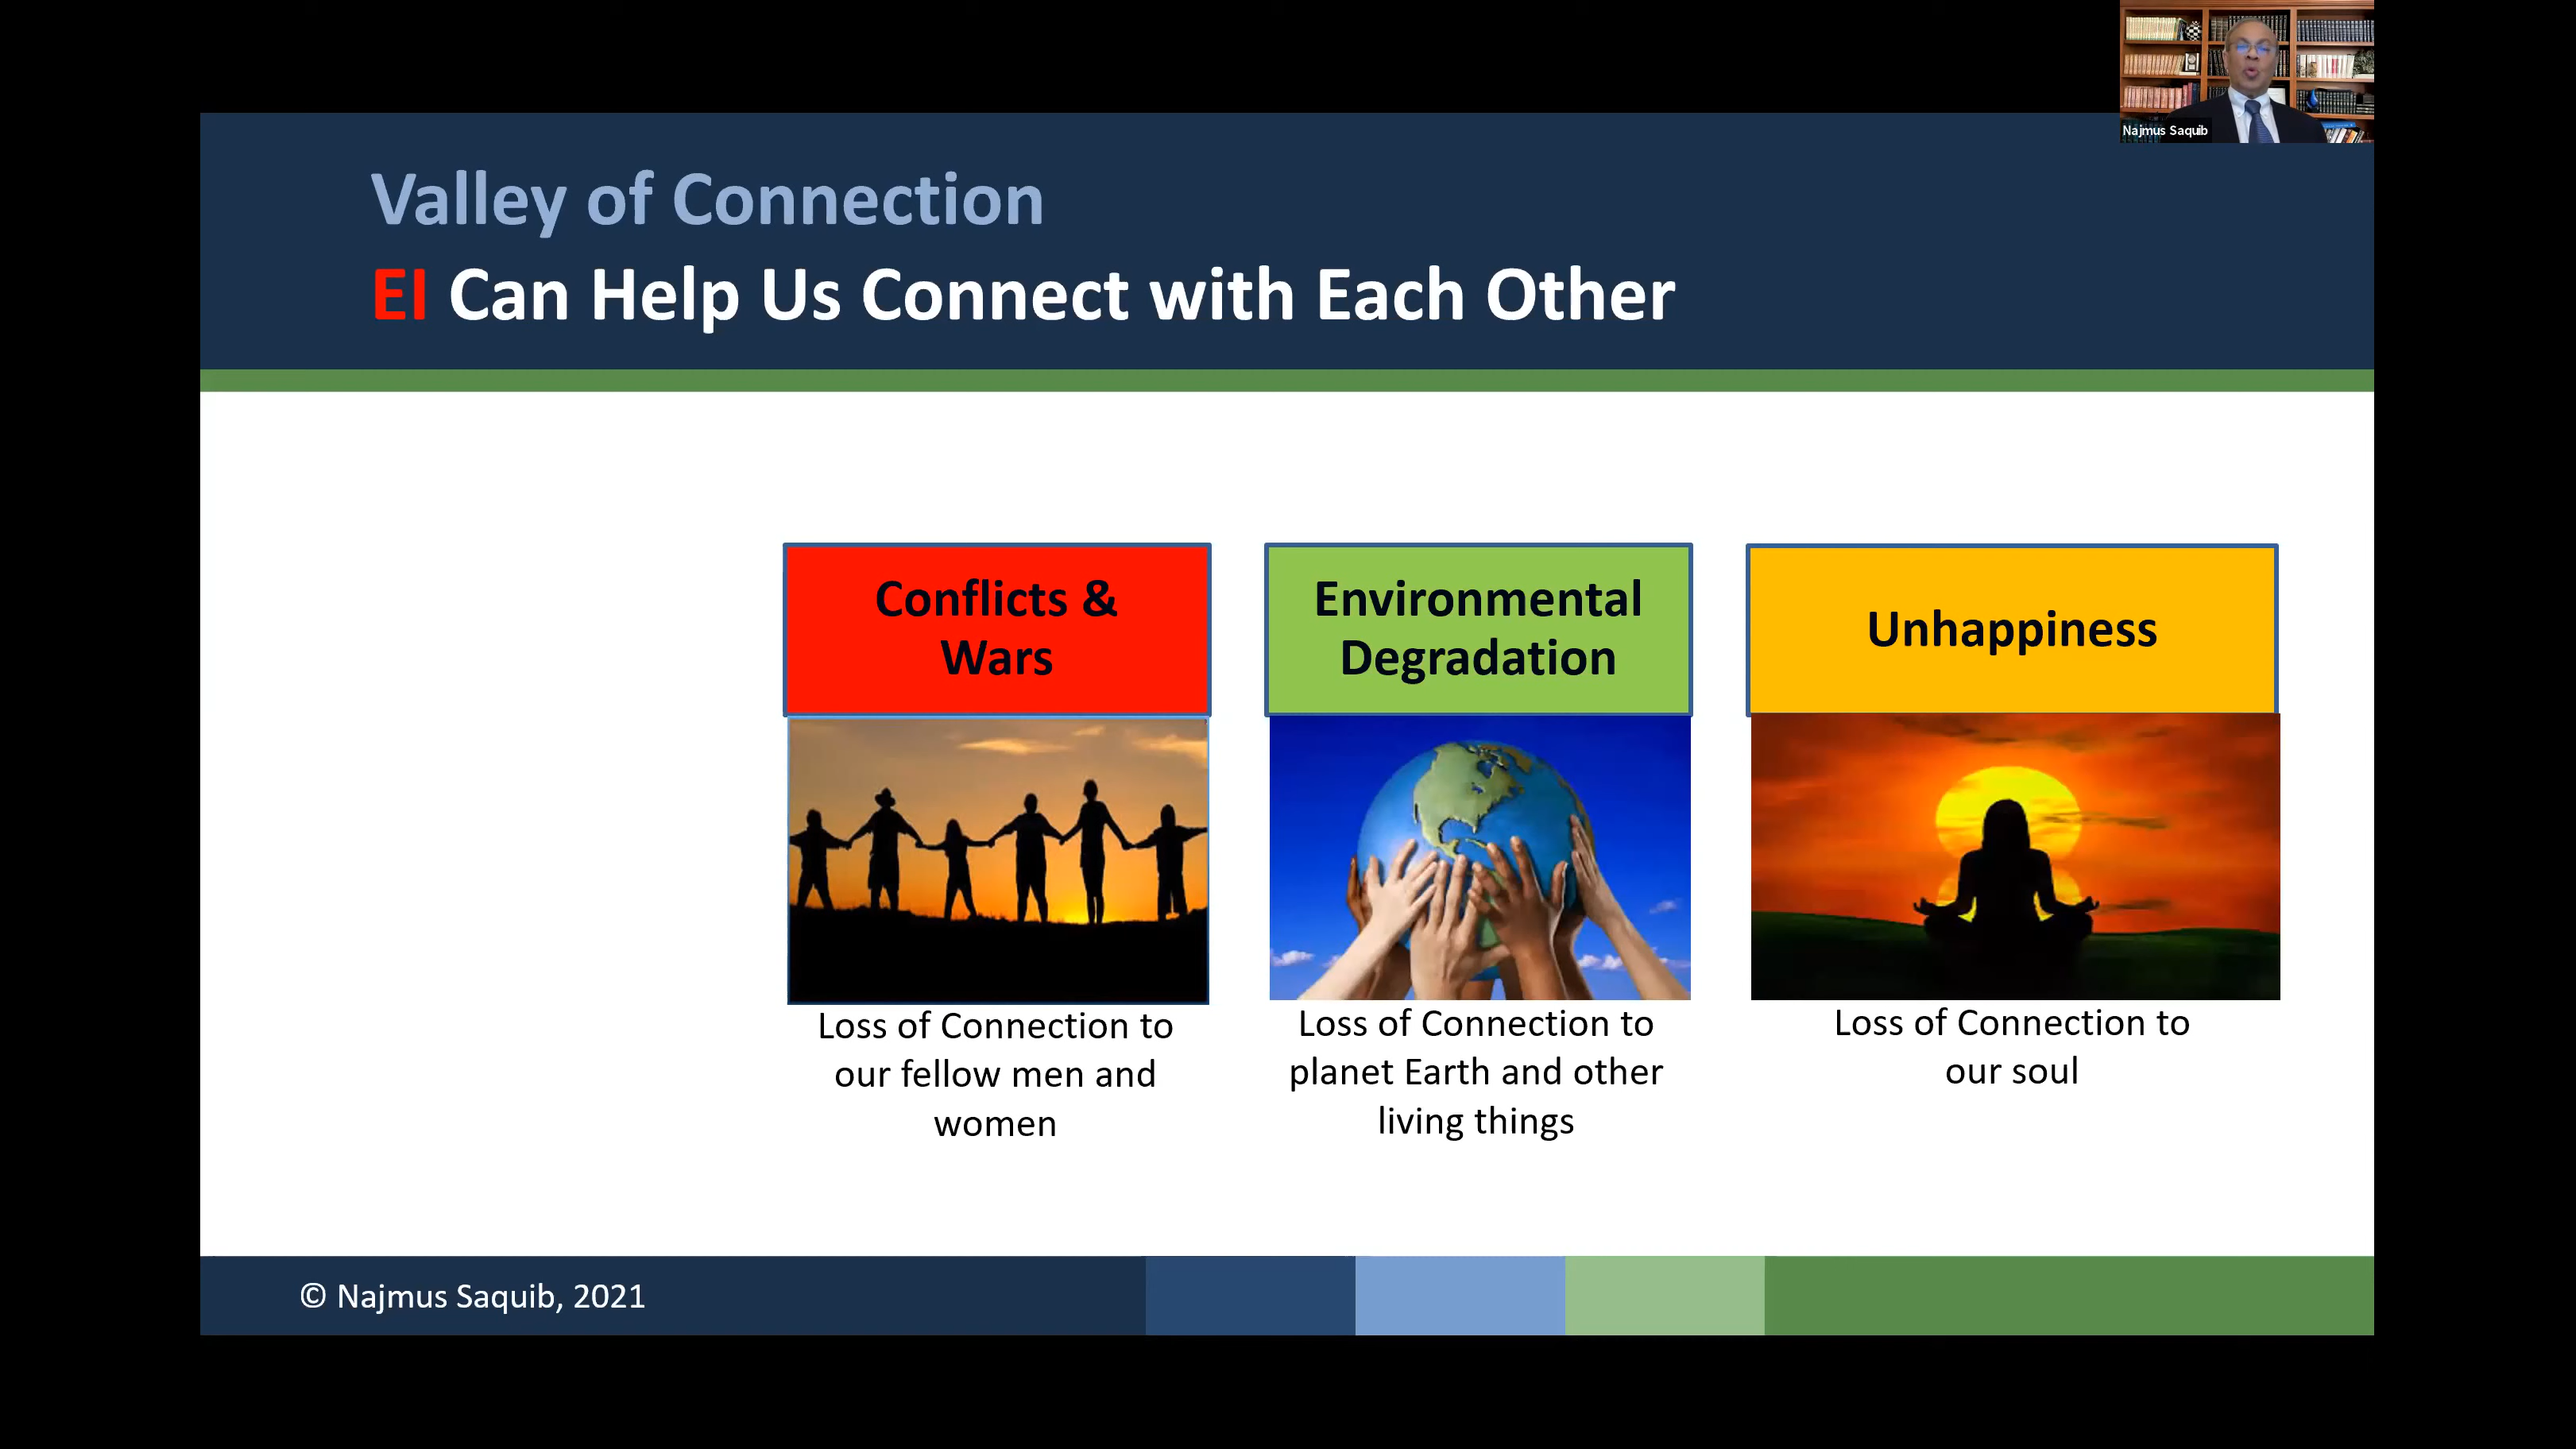 Najmus Saquib
Valley of Connection
EI Can Help Us Connect with Each Other
Conflicts &
Wars
Loss of Connection to
our fellow men and
women
Environmental
Degradation
Loss of Connection to
planet Earth and other
living things
Unhappiness
Loss of Connection to
our soul
© Najmus Saquib, 2021